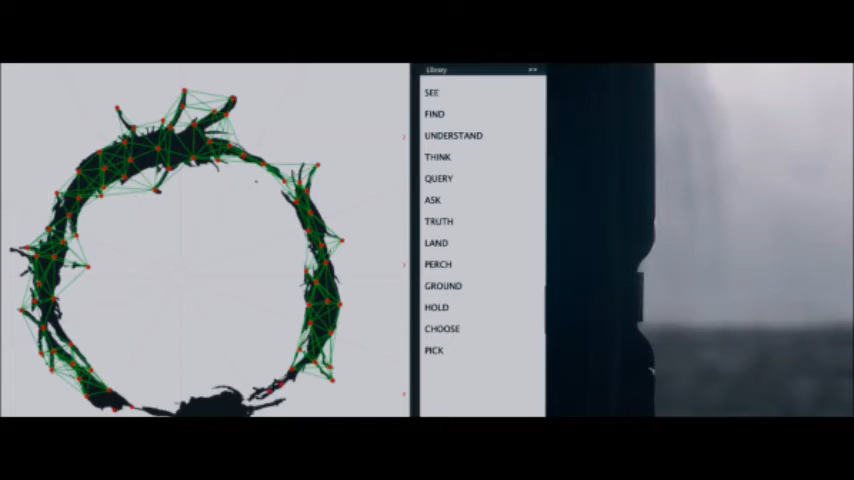 Library
SEE
FIND
UNDERSTAND
THINK
QUERY
ASK
TRUTH
LAND
PERCH
GROUND
HOLD
CHOOSE
PICK